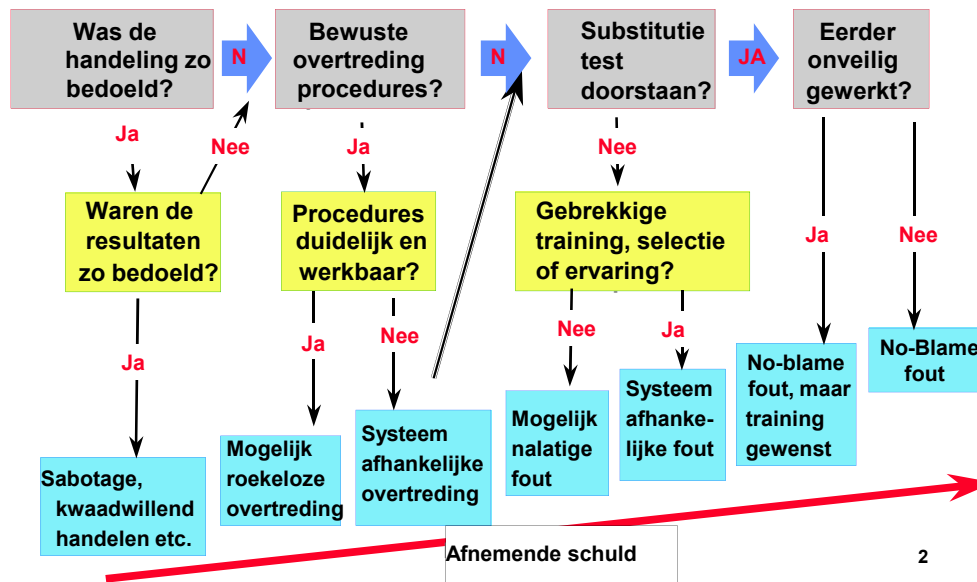 Was de
handeling zo
bedoeld?
N
Bewuste
overtreding
procedures?
N
Substitutie
test
doorstaan?
JA
Eerder
onveilig
gewerkt?
Ja
Nee
Ja
Nee
Waren de
resultaten
zo bedoeld?
Procedures
duidelijk en
werkbaar?
Gebrekkige
training, selectie
of ervaring?
Ja
Nee
Ja
Ja
Nee
Nee
Ja
Sabotage,
kwaadwillend
handelen etc.
Mogelijk
roekeloze
overtreding
Systeem
afhankelijke
overtreding
Mogelijk
nalatige
fout
Systeem
afhanke-
lijke fout
No-blame
fout, maar
training
gewenst
No-Blame
fout
Afnemende schuld
2